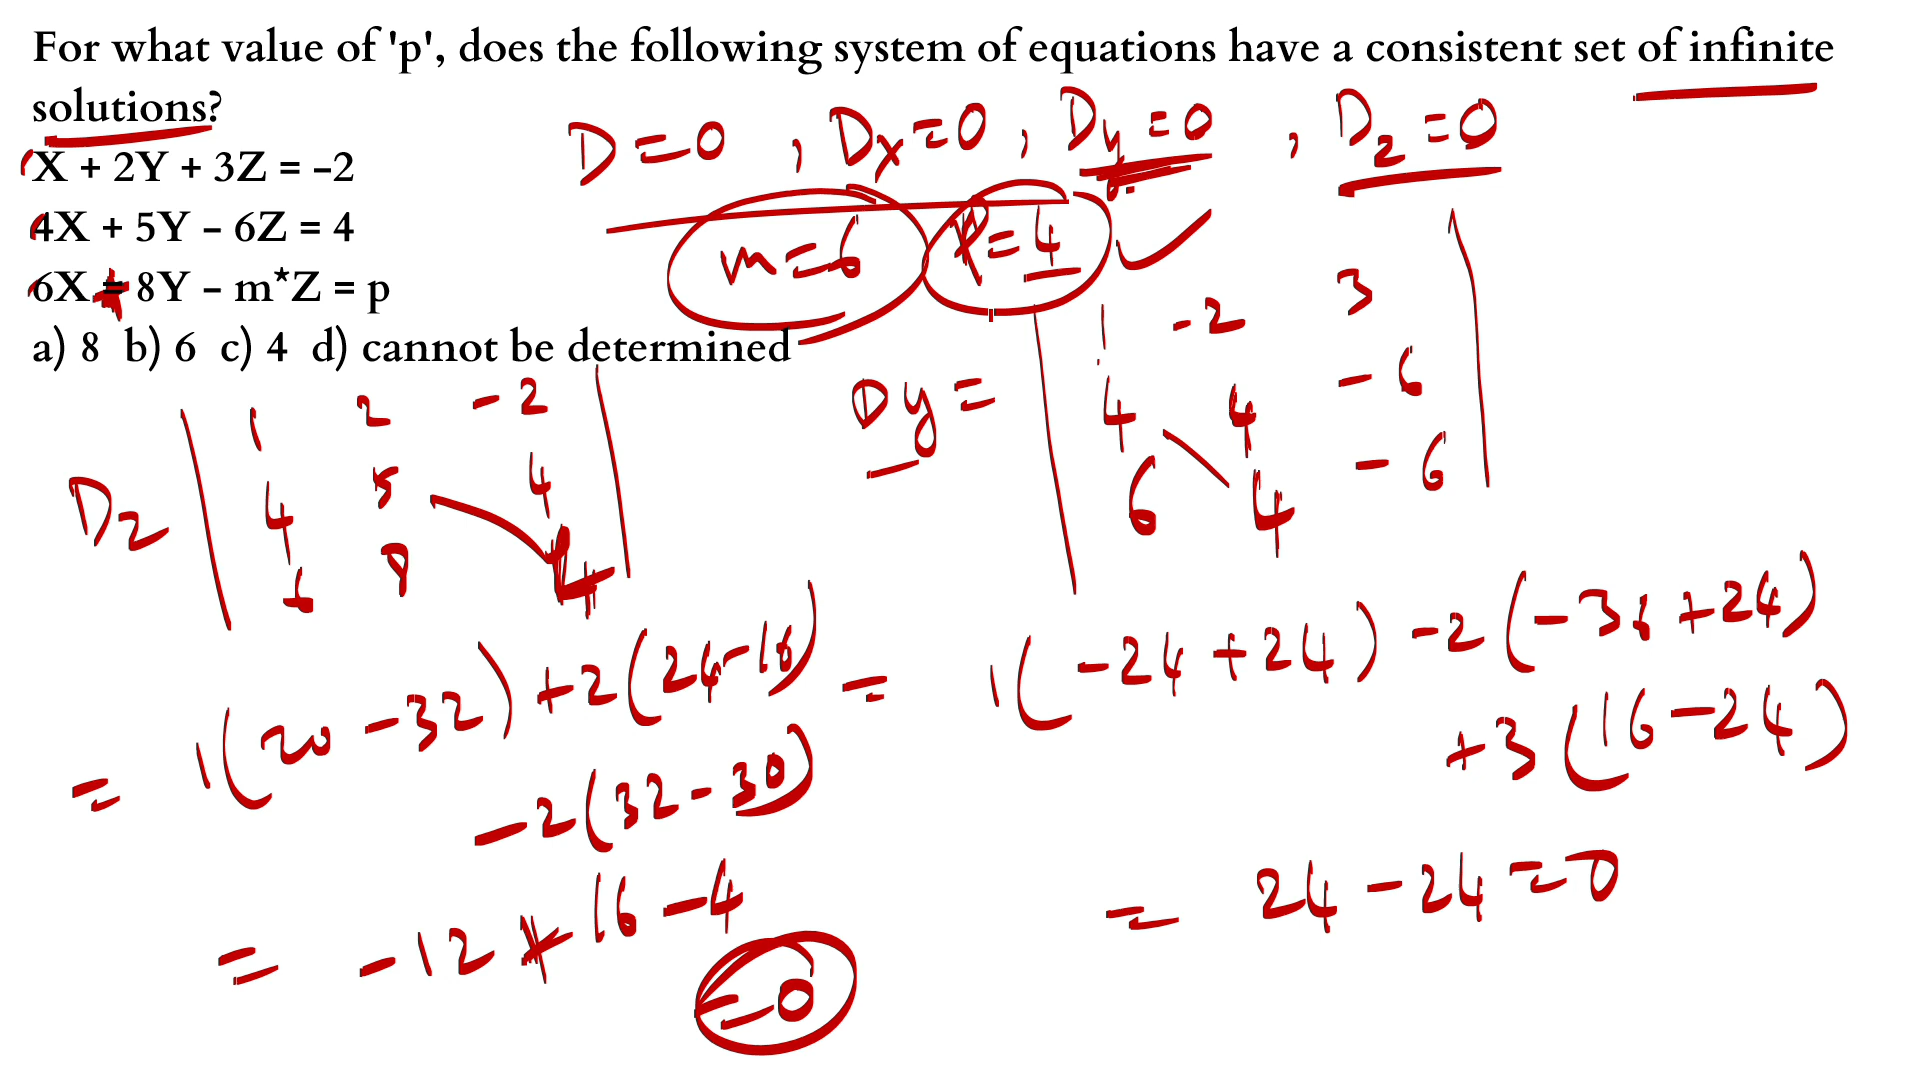 For what value of 'p', does the following system of equations have a consistent set of infinite
solutions?
D = 0 , Dx = 0 , Dy = 0 , Dz = 0
X + 2Y + 3Z = -2
4X + 5Y - 6Z = 4
m = 6 p = 4
6X + 8Y - m*Z = p
a) 8 b) 6 c) 4 d) cannot be determined
Dz | 1 2 -2 |
4 5 4
6 8 4
= 1(20 - 32) + 2(24 - 16)
- 2(32 - 30)
= -12 + 16 - 4
= 0
Dy = | 1 -2 3 |
4 4 - 6
6 4 - 6
= 1(-24 + 24) - 2(-36 + 24)
+ 3(16 - 24)
= 24 - 24 = 0